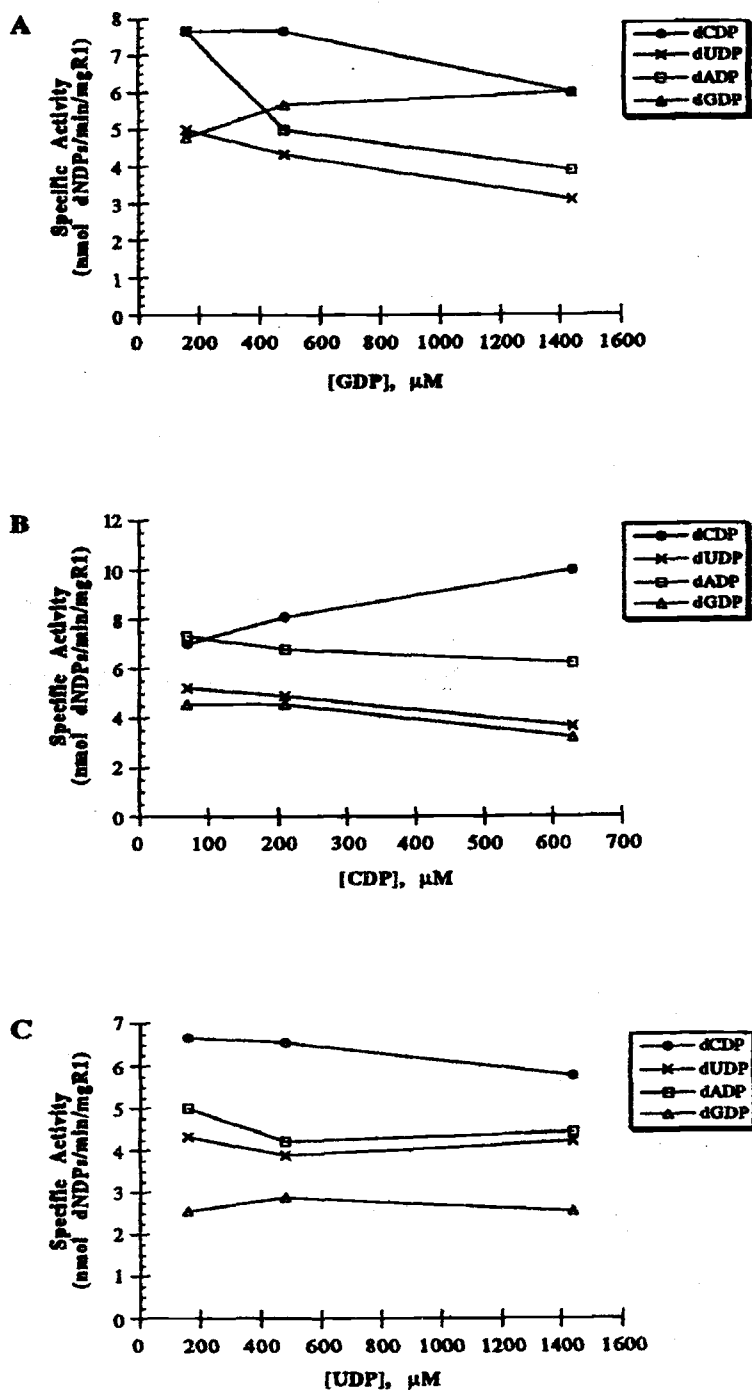 A
Specific Activity
(nmol dNDPs/min/mgR1)
8
7
6
5
4
3
2
1
0
0 200 400 600 800 1000 1200 1400 1600
[GDP], μM
dCDP
dUDP
dADP
dGDP
B
Specific Activity
(nmol dNDPs/min/mgR1)
12
10
8
6
4
2
0
0 100 200 300 400 500 600 700
[CDP], μM
dCDP
dUDP
dADP
dGDP
C
Specific Activity
(nmol dNDPs/min/mgR1)
7
6
5
4
3
2
1
0
0 200 400 600 800 1000 1200 1400 1600
[UDP], μM
dCDP
dUDP
dADP
dGDP